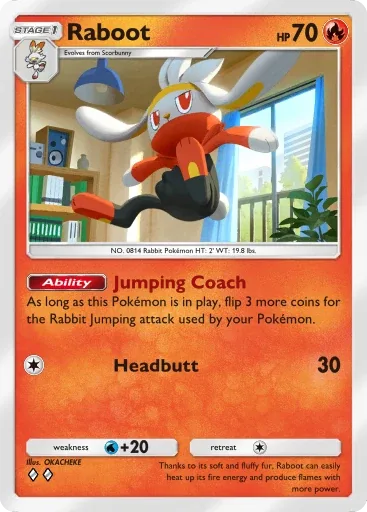 STAGE 1
Raboot
HP 70
Evolves from Scorbunny
NO. 0814 Rabbit Pokémon HT: 2' WT: 19.8 lbs.
Ability Jumping Coach
As long as this Pokémon is in play, flip 3 more coins for
the Rabbit Jumping attack used by your Pokémon.
Headbutt 30
weakness +20 retreat
Illus. OKACHEKE
Thanks to its soft and fluffy fur, Raboot can easily
heat up its fire energy and produce flames with
more power.